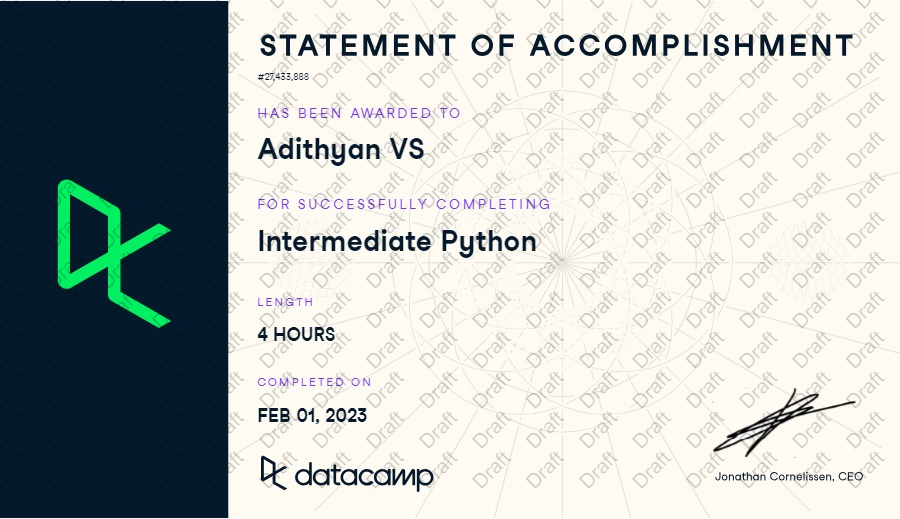 STATEMENT OF ACCOMPLISHMENT
#27,433,888
HAS BEEN AWARDED TO
Adithyan VS
FOR SUCCESSFULLY COMPLETING
Intermediate Python
LENGTH
4 HOURS
COMPLETED ON
FEB 01, 2023
datacamp
Jonathan Cornelissen, CEO
Draft